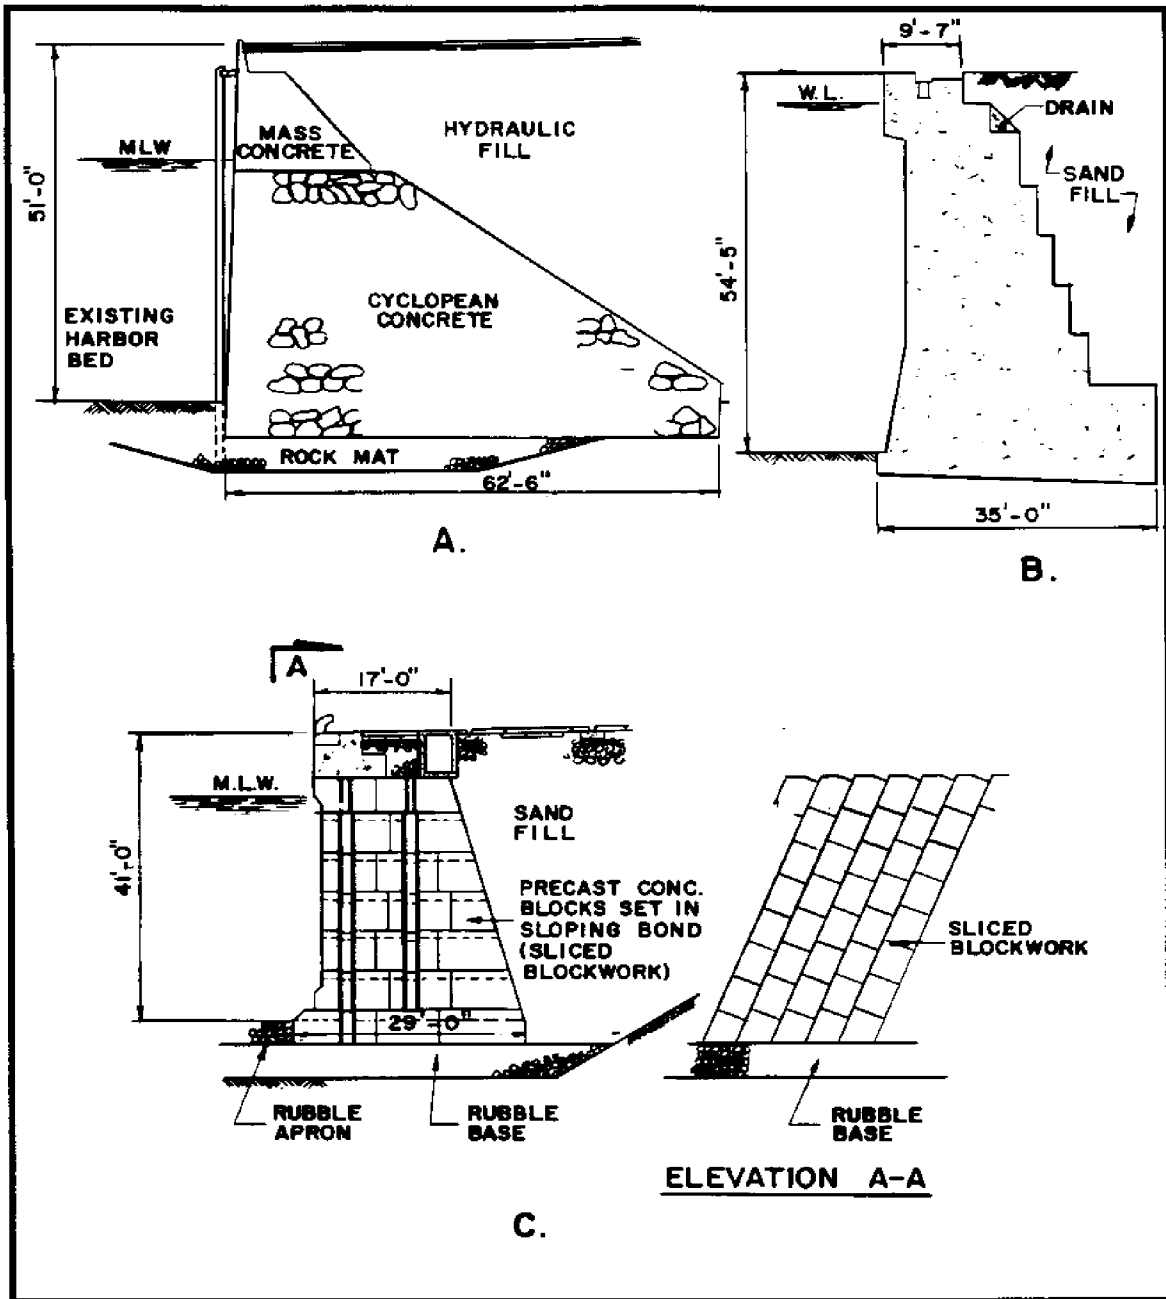 51'-0"
MLW
MASS
CONCRETE
HYDRAULIC
FILL
EXISTING
HARBOR
BED
CYCLOPEAN
CONCRETE
ROCK MAT
62'-6"
A.
9'-7"
W.L.
DRAIN
SAND
FILL
54'-5"
35'-0"
B.
A
17'-0"
M.L.W.
41'-0"
SAND
FILL
PRECAST CONC.
BLOCKS SET IN
SLOPING BOND
(SLICED
BLOCKWORK)
29'-0"
RUBBLE
APRON
RUBBLE
BASE
C.
SLICED
BLOCKWORK
RUBBLE
BASE
ELEVATION A-A